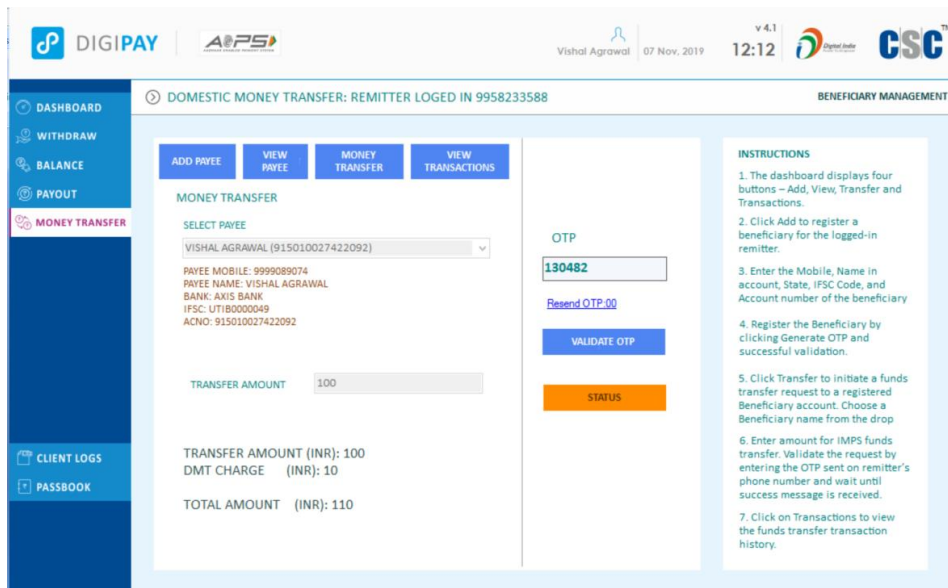 DIGIPAY
AEPS
AADHAAR ENABLED PAYMENT SYSTEM
Vishal Agrawal
07 Nov, 2019
v 4.1
12:12
Digital India
CSC
TM
DASHBOARD
WITHDRAW
BALANCE
PAYOUT
MONEY TRANSFER
CLIENT LOGS
PASSBOOK
DOMESTIC MONEY TRANSFER: REMITTER LOGED IN 9958233588
BENEFICIARY MANAGEMENT
ADD PAYEE
VIEW
PAYEE
MONEY
TRANSFER
VIEW
TRANSACTIONS
MONEY TRANSFER
SELECT PAYEE
VISHAL AGRAWAL (915010027422092)
PAYEE MOBILE: 9999089074
PAYEE NAME: VISHAL AGRAWAL
BANK: AXIS BANK
IFSC: UTIB0000049
ACNO: 915010027422092
TRANSFER AMOUNT
100
TRANSFER AMOUNT (INR): 100
DMT CHARGE (INR): 10
TOTAL AMOUNT (INR): 110
OTP
130482
Resend OTP:00
VALIDATE OTP
STATUS
INSTRUCTIONS
1. The dashboard displays four
buttons – Add, View, Transfer and
Transactions.
2. Click Add to register a
beneficiary for the logged-in
remitter.
3. Enter the Mobile, Name in
account, State, IFSC Code, and
Account number of the beneficiary
4. Register the Beneficiary by
clicking Generate OTP and
successful validation.
5. Click Transfer to initiate a funds
transfer request to a registered
Beneficiary account. Choose a
Beneficiary name from the drop
6. Enter amount for IMPS funds
transfer. Validate the request by
entering the OTP sent on remitter's
phone number and wait until
success message is received.
7. Click on Transactions to view
the funds transfer transaction
history.